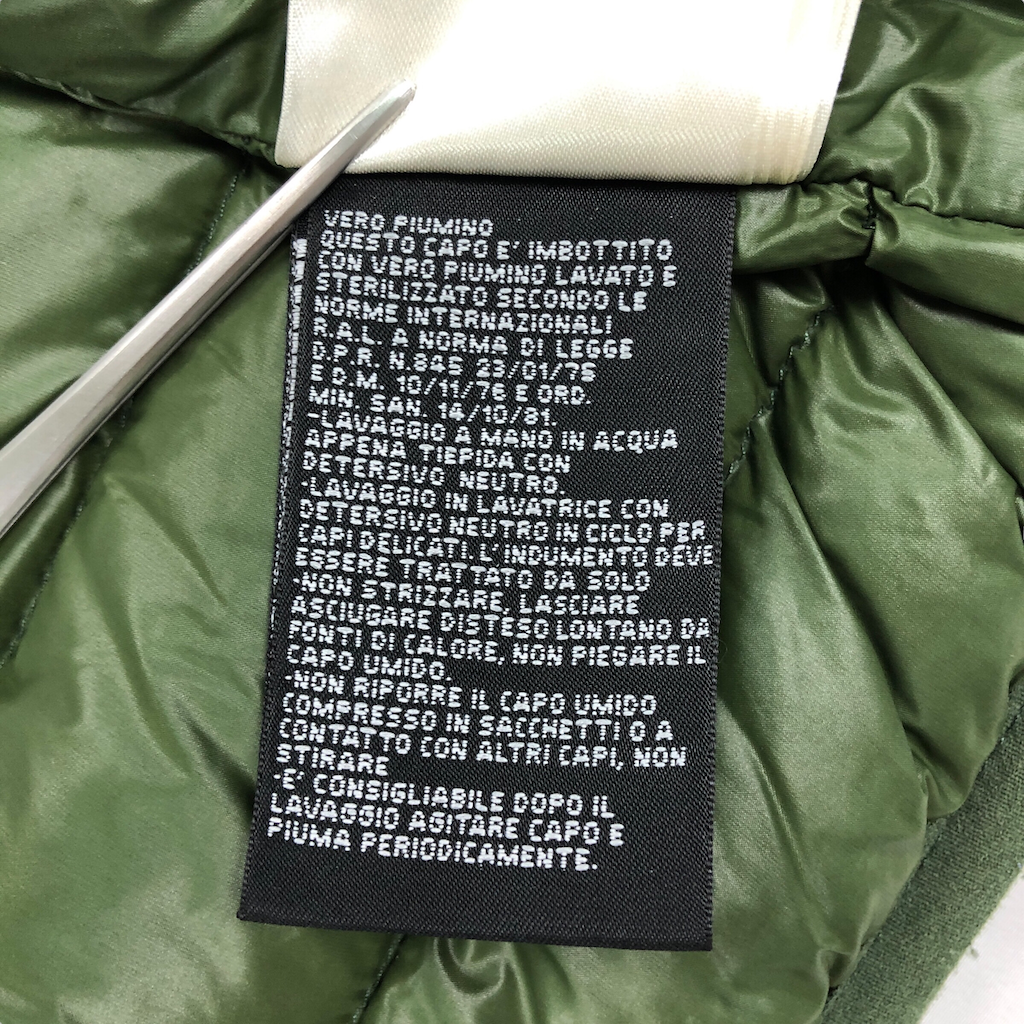 VERO PIUMINO
QUESTO CAPO E' IMBOTTITO
CON VERO PIUMINO LAVATO E
STERILIZZATO SECONDO LE
NORME INTERNAZIONALI
R.A.L. A NORMA DI LEGGE
D.P.R. N.845 23/01/75
E.D.M. 10/11/76 E ORD.
MIN. SAN. 14/10/81.
-LAVAGGIO A MANO IN ACQUA
APPENA TIEPIDA CON
DETERSIVO NEUTRO.
-LAVAGGIO IN LAVATRICE CON
DETERSIVO NEUTRO IN CICLO PER
CAPI DELICATI. L'INDUMENTO DEVE
ESSERE TRATTATO DA SOLO
-NON STRIZZARE, LASCIARE
ASCIUGARE DISTESO LONTANO DA
FONTI DI CALORE, NON PIEGARE IL
CAPO UMIDO.
-NON RIPORRE IL CAPO UMIDO
COMPRESSO IN SACCHETTI O A
CONTATTO CON ALTRI CAPI, NON
STIRARE
-E' CONSIGLIABILE DOPO IL
LAVAGGIO AGITARE CAPO E
PIUMA PERIODICAMENTE.